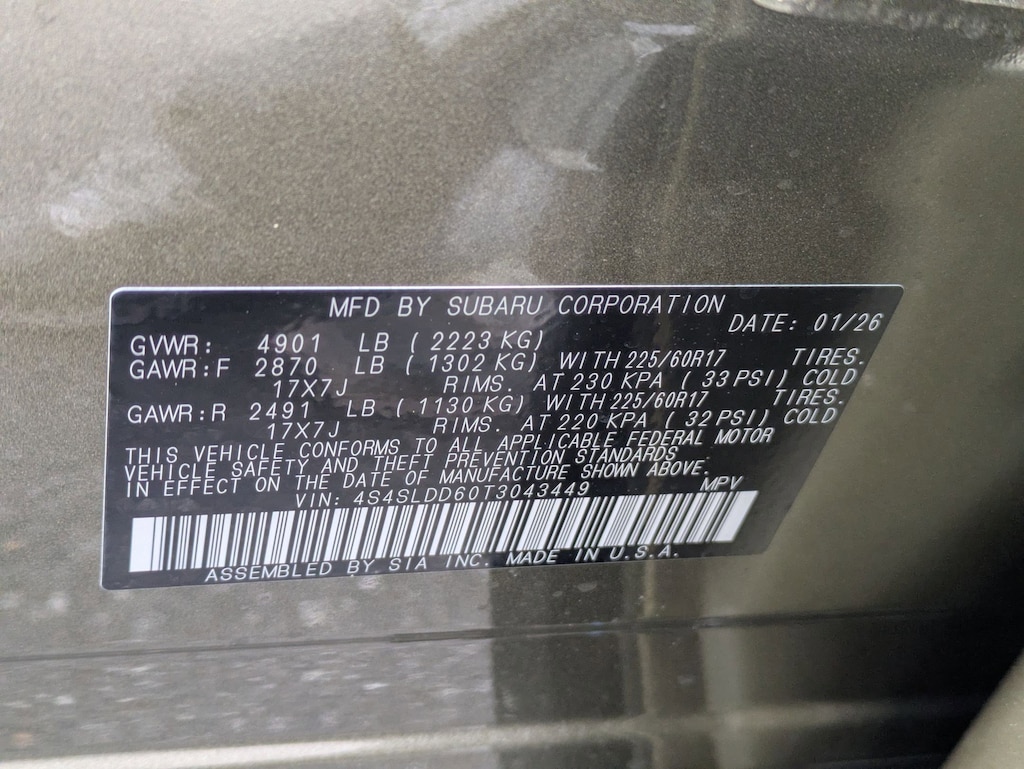 MFD BY SUBARU CORPORATION
DATE: 01/26
GVWR: 4901 LB ( 2223 KG)
GAWR:F 2870 LB ( 1302 KG) WITH 225/60R17 TIRES.
17X7J RIMS. AT 230 KPA ( 33 PSI) COLD
GAWR:R 2491 LB ( 1130 KG) WITH 225/60R17 TIRES.
17X7J RIMS. AT 220 KPA ( 32 PSI) COLD
THIS VEHICLE CONFORMS TO ALL APPLICABLE FEDERAL MOTOR
VEHICLE SAFETY AND THEFT PREVENTION STANDARDS
IN EFFECT ON THE DATE OF MANUFACTURE SHOWN ABOVE.
VIN: 4S4SLDD60T3043449 MPV
ASSEMBLED BY SIA INC. MADE IN U.S.A.